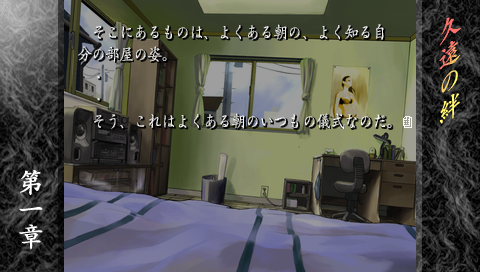 そこにあるものは、よくある朝の、よく知る自
分の部屋の姿。
そう、これはよくある朝のいつもの儀式なのだ。
久遠の絆
第一章